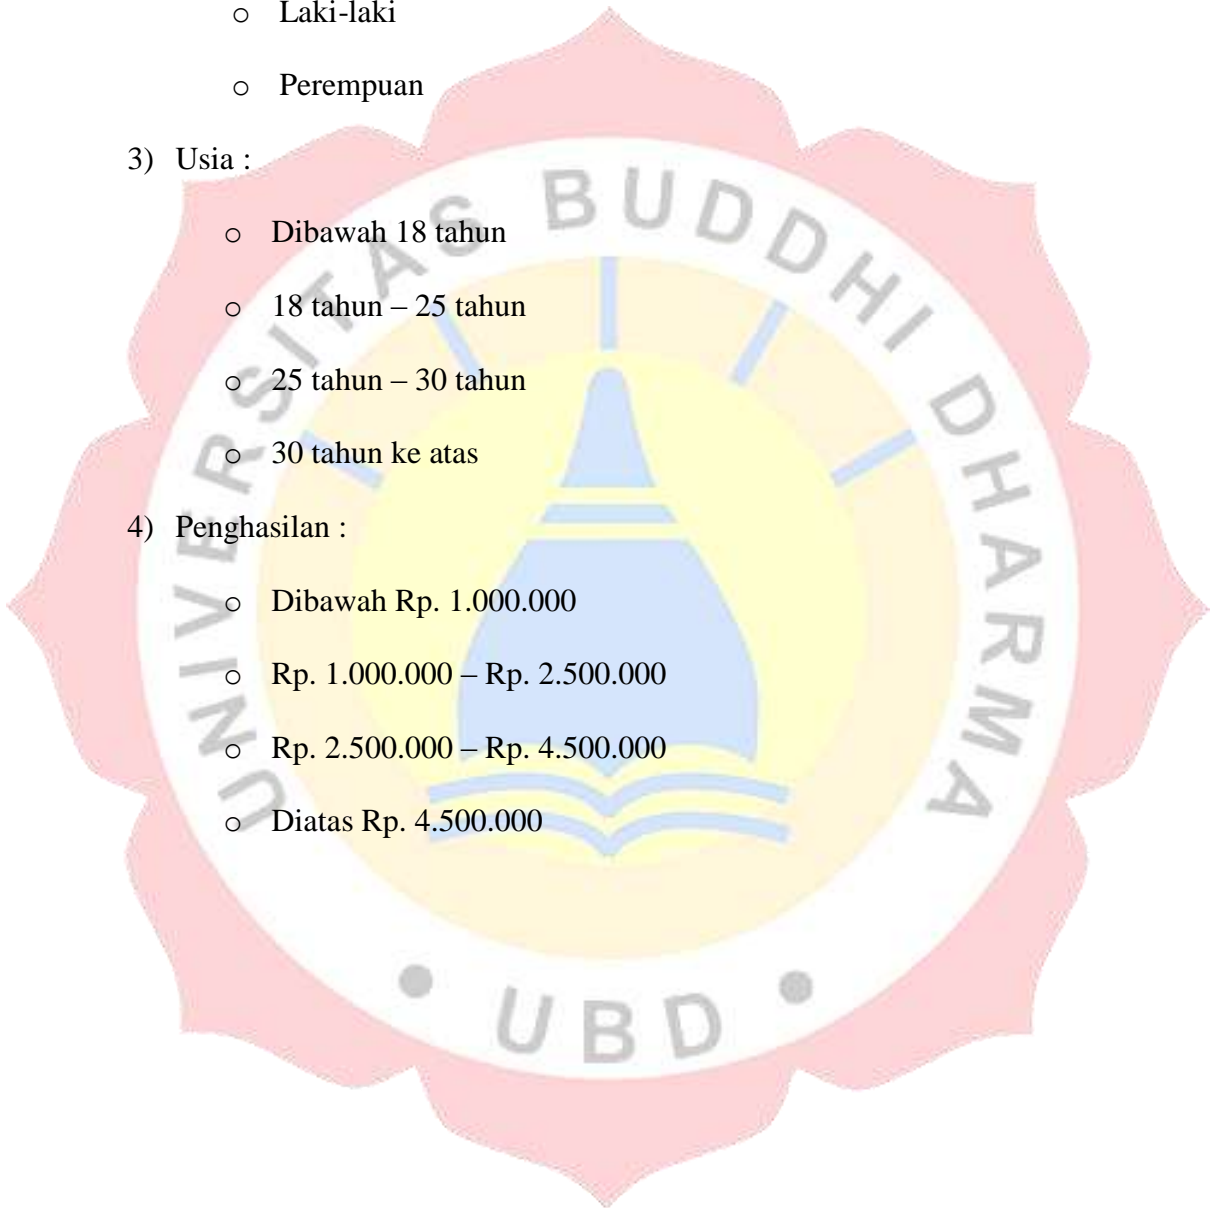 o Laki-laki
o Perempuan
3) Usia :
o Dibawah 18 tahun
o 18 tahun – 25 tahun
o 25 tahun – 30 tahun
o 30 tahun ke atas
4) Penghasilan :
o Dibawah Rp. 1.000.000
o Rp. 1.000.000 – Rp. 2.500.000
o Rp. 2.500.000 – Rp. 4.500.000
o Diatas Rp. 4.500.000
UNIVERSITAS BUDDHI DHARMA
• UBD •